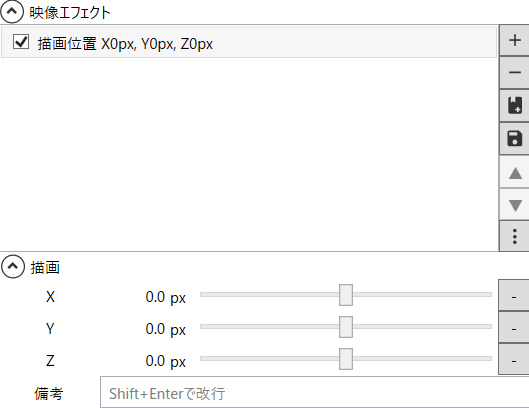 映像エフェクト
描画位置 X0px, Y0px, Z0px
描画
X 0.0 px -
Y 0.0 px -
Z 0.0 px -
備考 Shift+Enterで改行